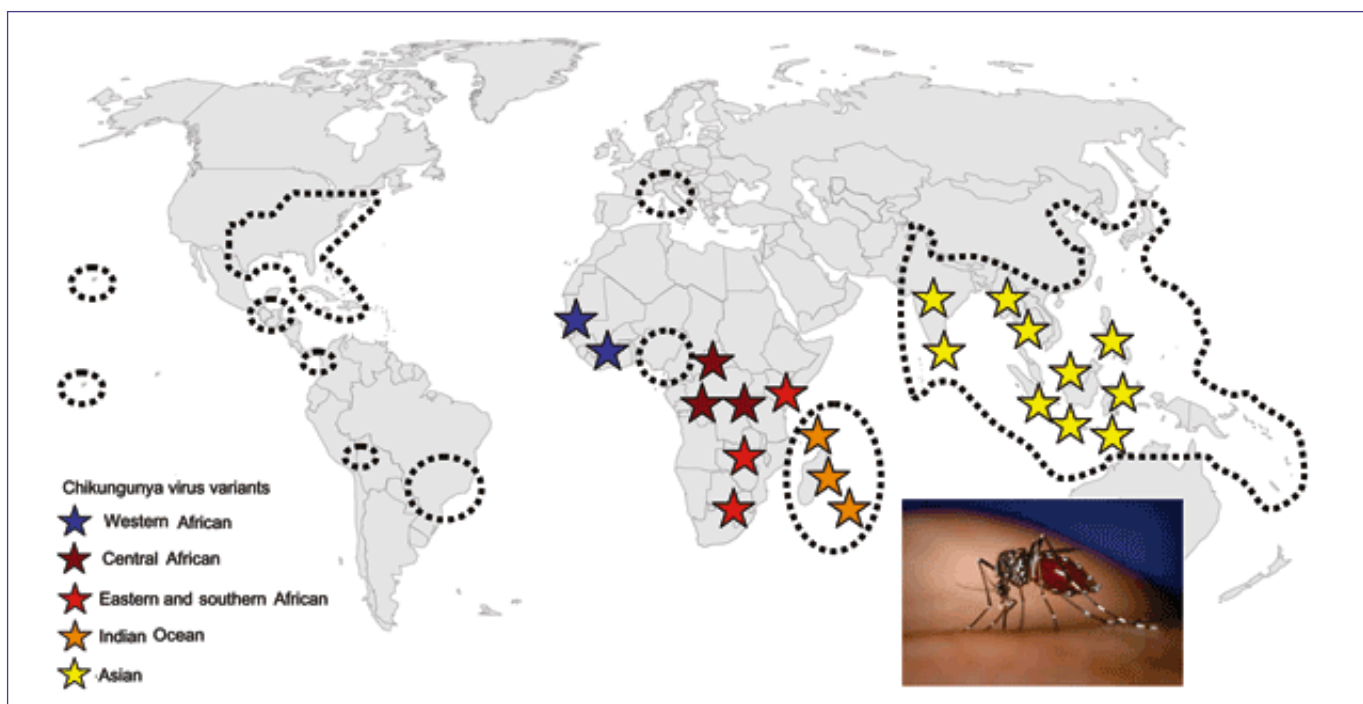 Chikungunya virus variants
Western African
Central African
Eastern and southern African
Indian Ocean
Asian